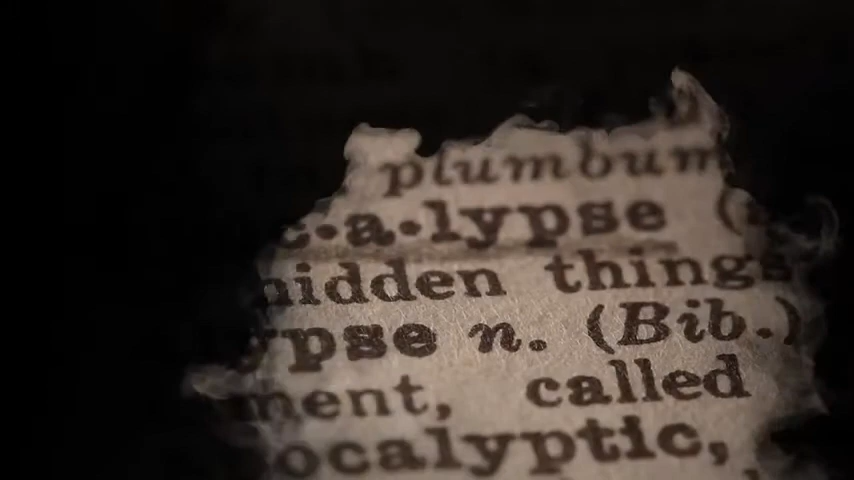 plumbum
c•a•lypse (
hidden things
ypse n. (Bib.)
ment, called
ocalyptic,